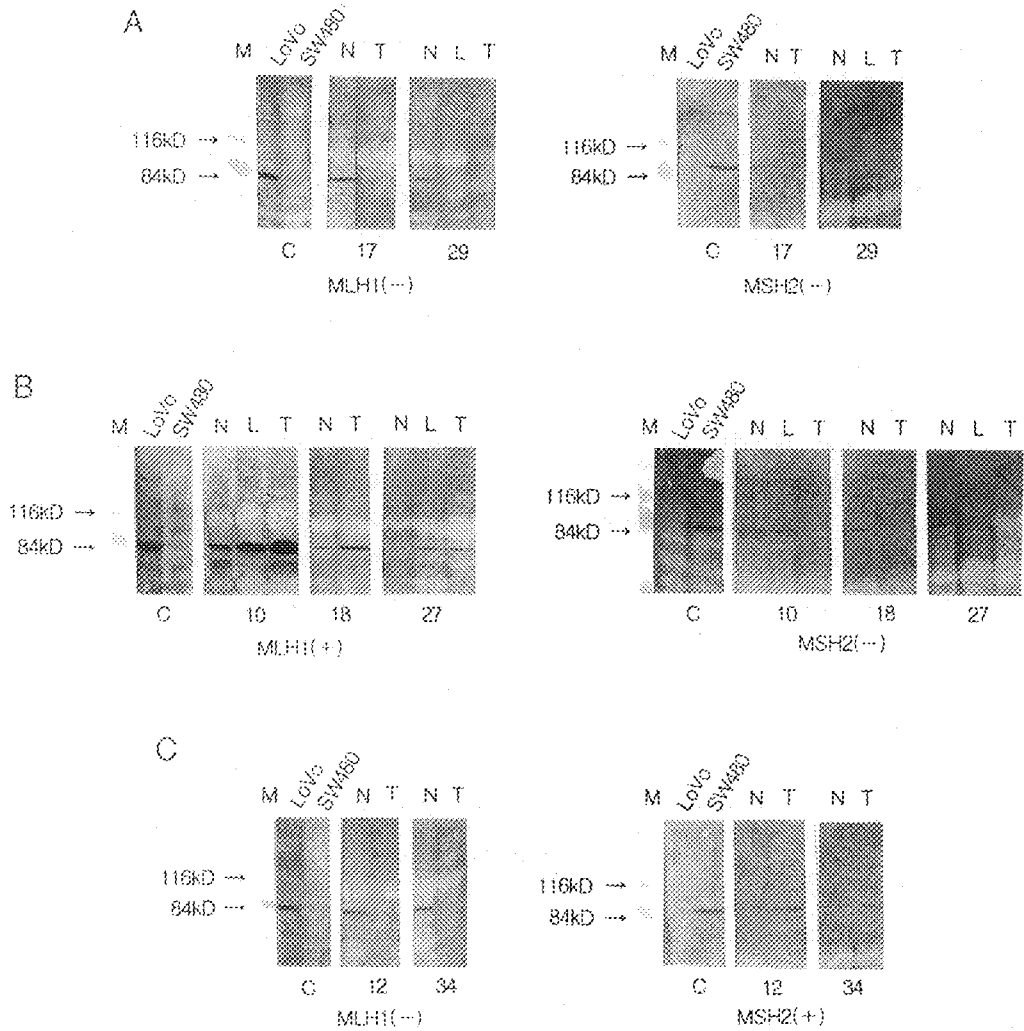 A
M LoVo SW480 N T N L T
116kD →
84kD →
C 17 29
MLH1(--)
M LoVo SW480 N T N L T
116kD →
84kD →
C 17 29
MSH2(--)
B
M LoVo SW480 N L T N T N L T
116kD →
84kD →
C 10 18 27
MLH1(+)
M LoVo SW480 N L T N T N L T
116kD →
84kD →
C 10 18 27
MSH2(--)
C
M LoVo SW480 N T N T
116kD →
84kD →
C 12 34
MLH1(--)
M LoVo SW480 N T N T
116kD →
84kD →
C 12 34
MSH2(+)